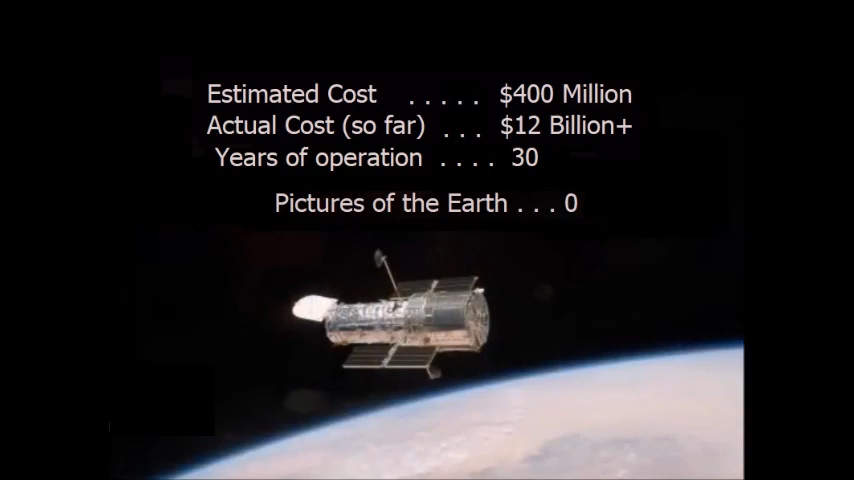 Estimated Cost ..... $400 Million
Actual Cost (so far) ... $12 Billion+
Years of operation .... 30
Pictures of the Earth ... 0